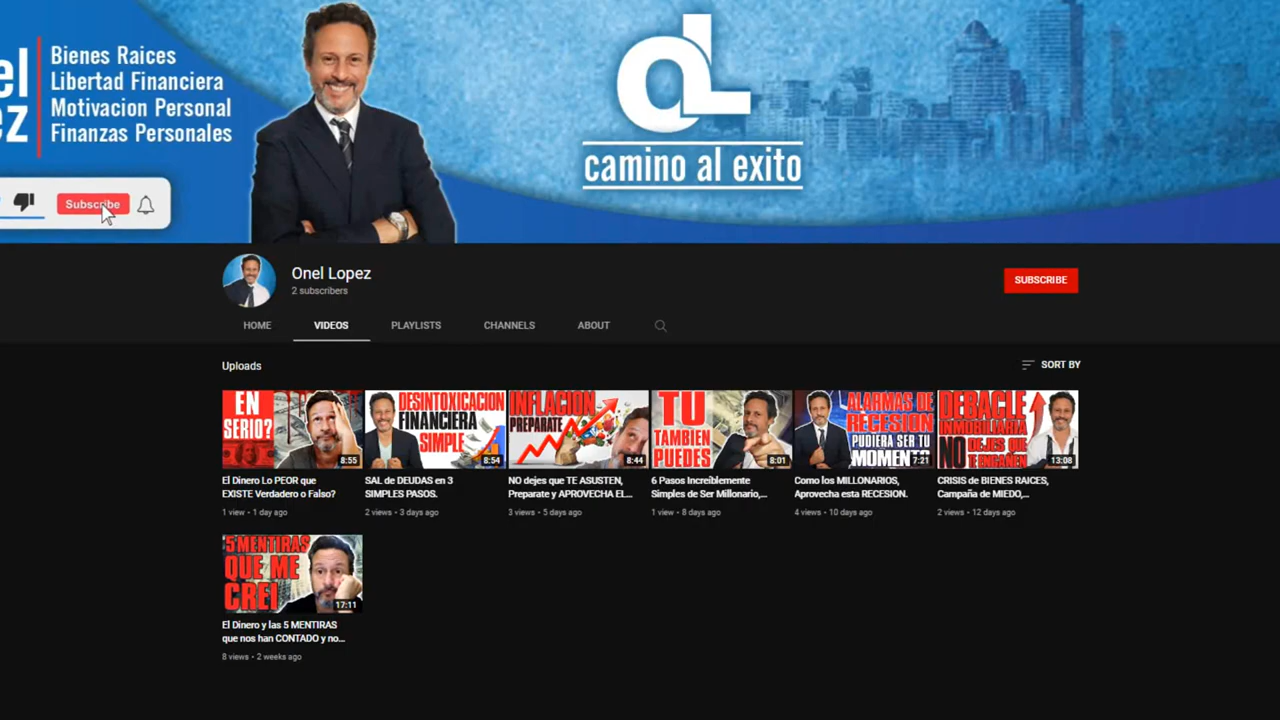 el
ez
Bienes Raices
Libertad Financiera
Motivacion Personal
Finanzas Personales
OL
camino al exito
Subscribe
Onel Lopez
2 subscribers
SUBSCRIBE
HOME
VIDEOS
PLAYLISTS
CHANNELS
ABOUT
Uploads
SORT BY
EN
SERIO?
8:55
DESINTOXICACION
FINANCIERA
SIMPLE
8:54
INFLACION
PREPARATE
8:44
TU
TAMBIEN
PUEDES
8:01
ALARMAS DE
RECESION
PUDIERA SER TU
MOMENTO
7:21
DEBACLE
INMOBILIARIA
NO DEJES QUE
TE ENGAÑEN
13:08
El Dinero Lo PEOR que
EXISTE Verdadero o Falso?
1 view • 1 day ago
SAL de DEUDAS en 3
SIMPLES PASOS.
2 views • 3 days ago
NO dejes que TE ASUSTEN,
Preparate y APROVECHA EL...
3 views • 5 days ago
6 Pasos Increíblemente
Simples de Ser Millonario,...
1 view • 8 days ago
Como los MILLONARIOS,
Aprovecha esta RECESION.
4 views • 10 days ago
CRISIS de BIENES RAICES,
Campaña de MIEDO,...
2 views • 12 days ago
5 MENTIRAS
QUE ME
CREI
17:11
El Dinero y las 5 MENTIRAS
que nos han CONTADO y no...
8 views • 2 weeks ago